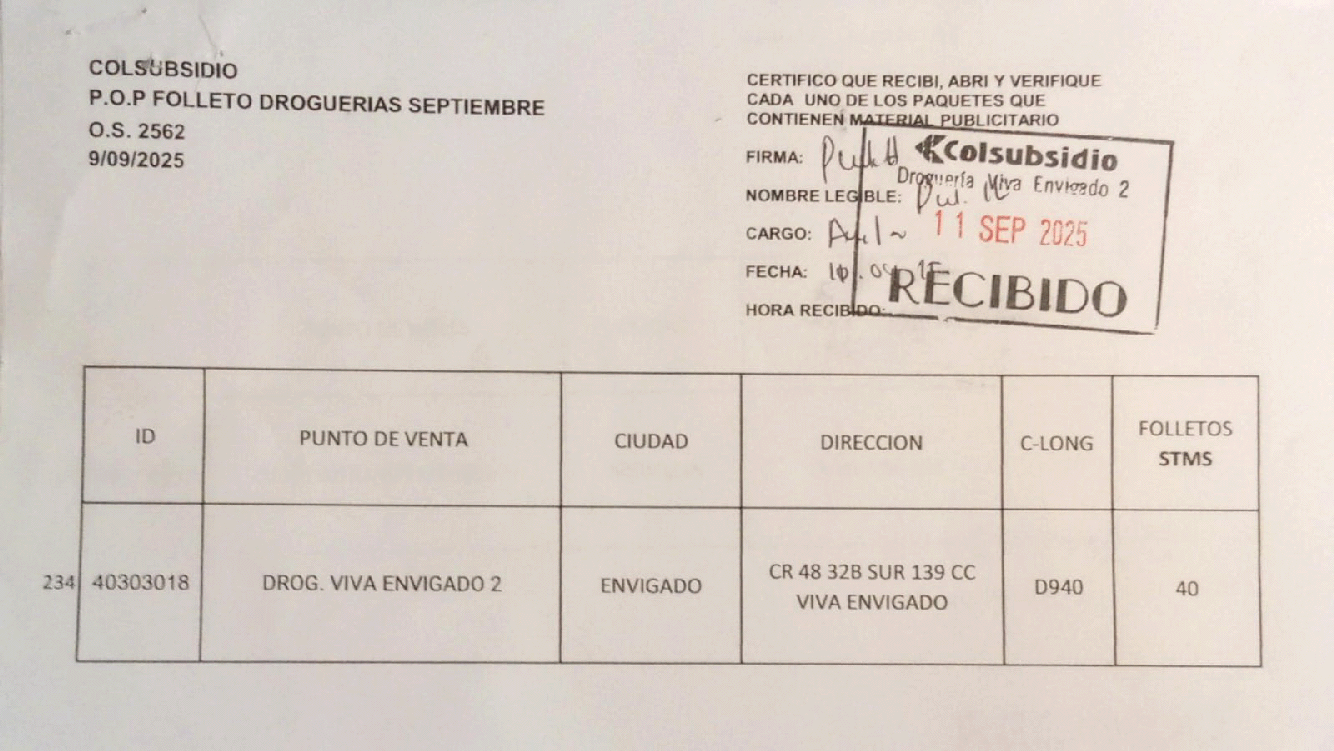 COLSUBSIDIO
P.O.P FOLLETO DROGUERIAS SEPTIEMBRE
O.S. 2562
9/09/2025
CERTIFICO QUE RECIBI, ABRI Y VERIFIQUE
CADA UNO DE LOS PAQUETES QUE
CONTIENEN MATERIAL PUBLICITARIO
FIRMA:
NOMBRE LEGIBLE:
CARGO:
FECHA:
HORA RECIBIDO:
Colsubsidio
Droguería Viva Envigado 2
11 SEP 2025
RECIBIDO
ID PUNTO DE VENTA CIUDAD DIRECCION C-LONG FOLLETOS
STMS
234 40303018 DROG. VIVA ENVIGADO 2 ENVIGADO CR 48 32B SUR 139 CC D940 40
VIVA ENVIGADO